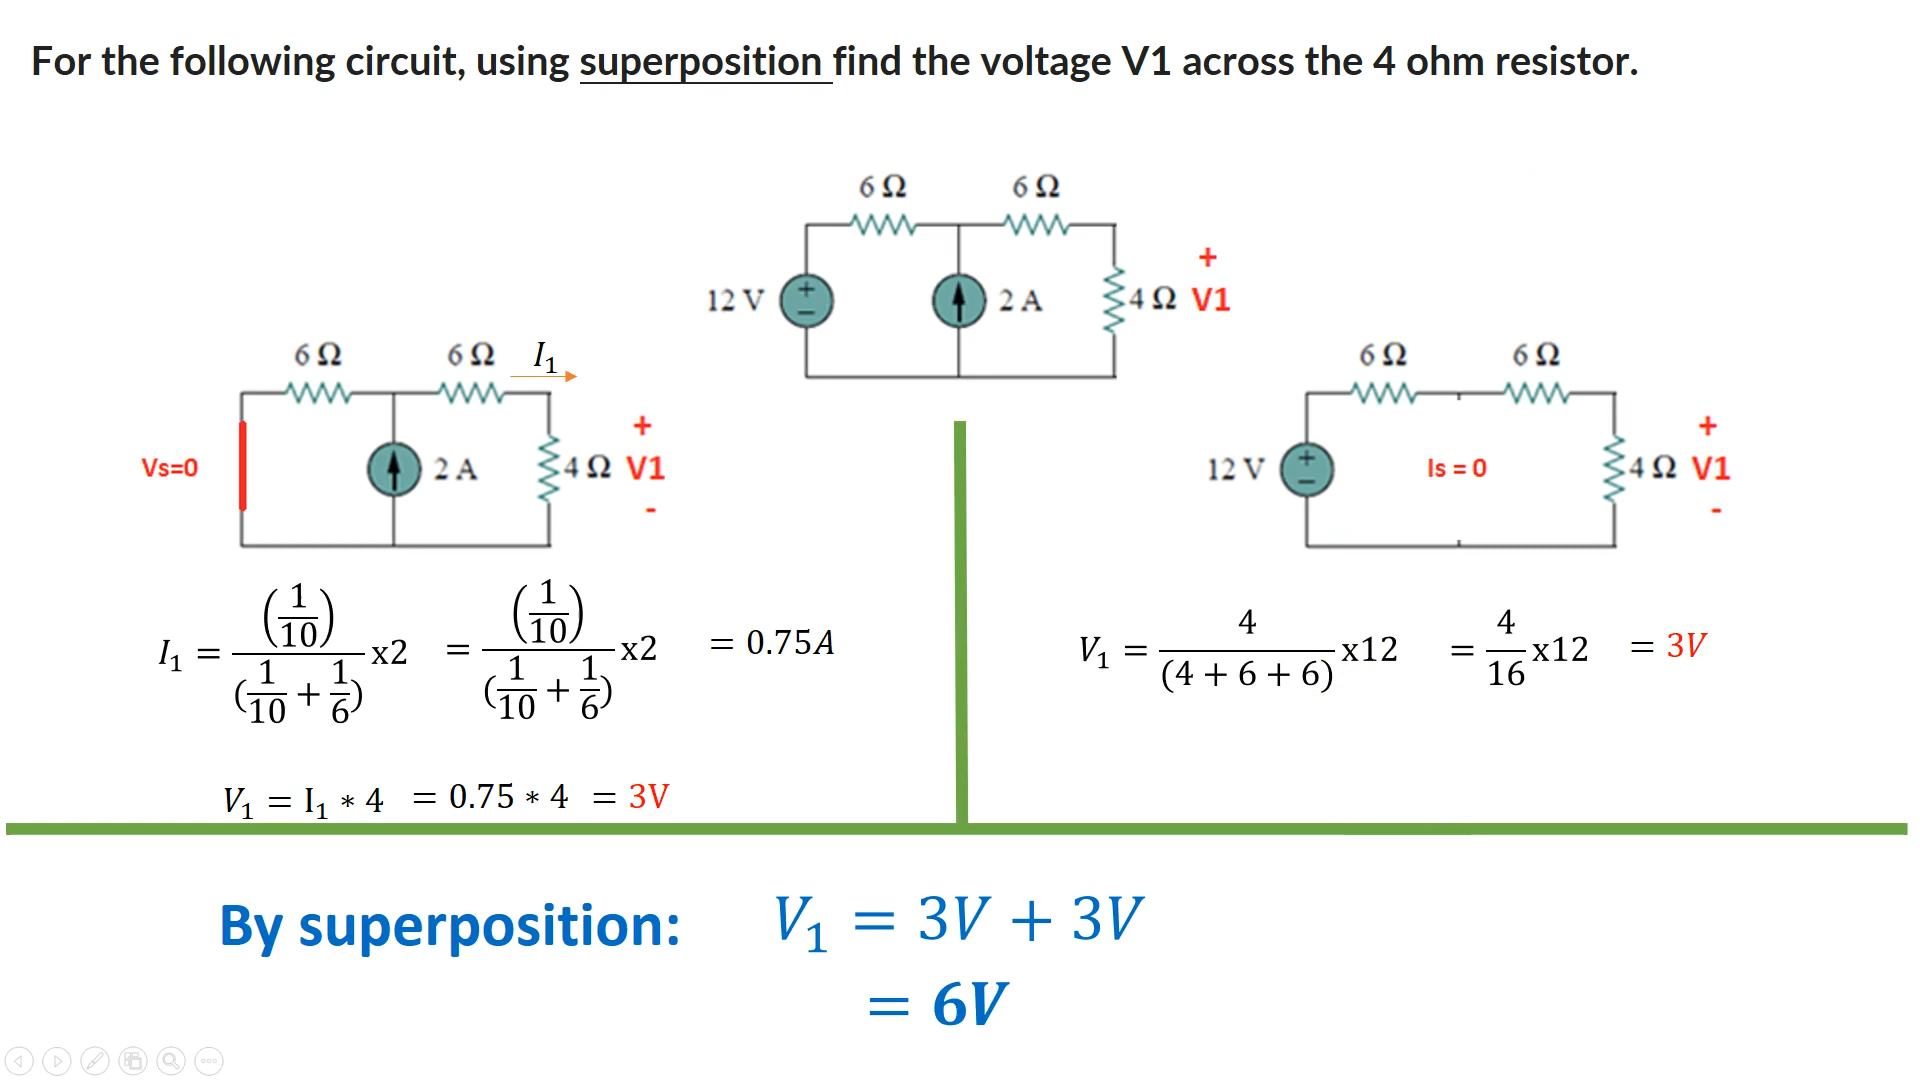 For the following circuit, using superposition find the voltage V1 across the 4 ohm resistor.
6 Ω 6 Ω
12 V + − 2 A 4 Ω + V1
6 Ω 6 Ω I₁
Vs=0 2 A 4 Ω + V1 -
6 Ω 6 Ω
12 V + − Is = 0 4 Ω + V1 -
I₁ = (1/10) / (1/10 + 1/6) x2 = (1/10) / (1/10 + 1/6) x2 = 0.75A
V₁ = I₁ * 4 = 0.75 * 4 = 3V
V₁ = 4/(4 + 6 + 6) x12 = 4/16 x12 = 3V
By superposition: V₁ = 3V + 3V
= 6V